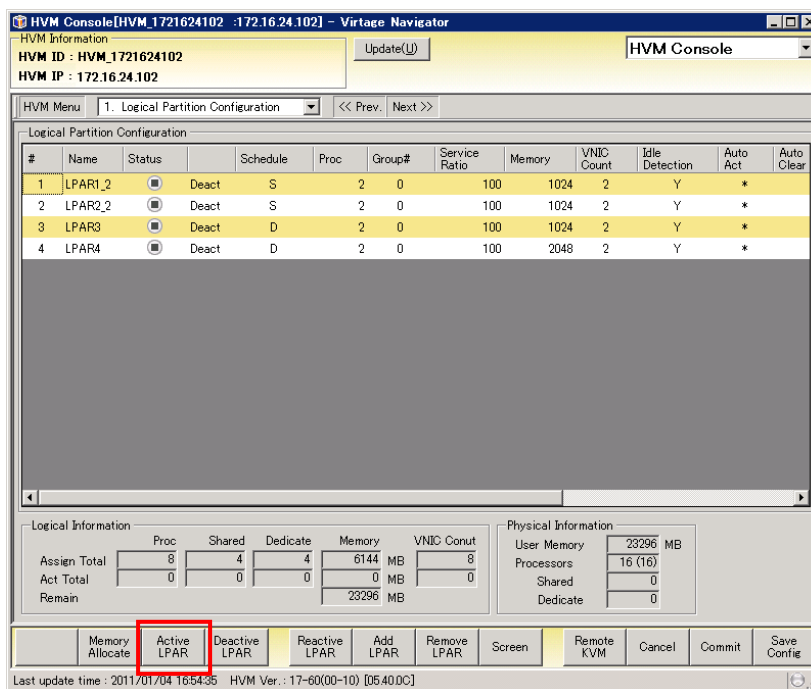 HVM Console[HVM_1721624102 :172.16.24.102] - Virtage Navigator
HVM Information
HVM ID : HVM_1721624102
HVM IP : 172.16.24.102
Update(U)
HVM Console
HVM Menu 1. Logical Partition Configuration << Prev. Next >>
Logical Partition Configuration
# Name Status Schedule Proc Group# Service Ratio Memory VNIC Count Idle Detection Auto Act Auto Clear
1 LPAR1_2 Deact S 2 0 100 1024 2 Y *
2 LPAR2_2 Deact S 2 0 100 1024 2 Y *
3 LPAR3 Deact D 2 0 100 1024 2 Y *
4 LPAR4 Deact D 2 0 100 2048 2 Y *
Logical Information
Proc Shared Dedicate Memory VNIC Conut
Assign Total 8 4 4 6144 MB 8
Act Total 0 0 0 0 MB 0
Remain 23296 MB
Physical Information
User Memory 23296 MB
Processors 16 (16)
Shared 0
Dedicate 0
Memory Allocate Active LPAR Deactive LPAR Reactive LPAR Add LPAR Remove LPAR Screen Remote KVM Cancel Commit Save Config
Last update time : 2011/01/04 16:54:35 HVM Ver. : 17-60(00-10) [05.40.0C]